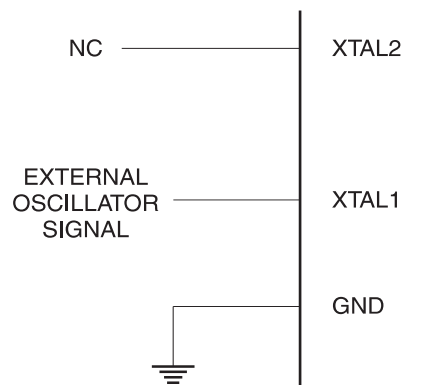 NC XTAL2
EXTERNAL
OSCILLATOR
SIGNAL
XTAL1
GND